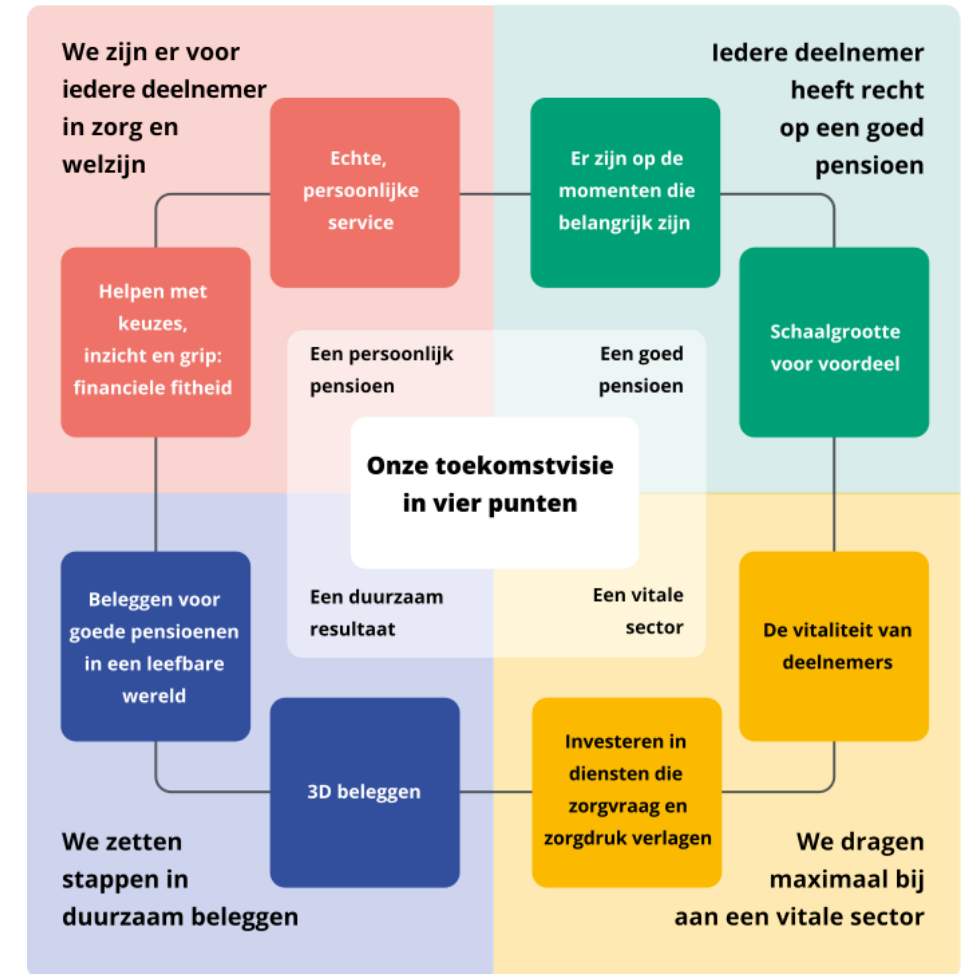 We zijn er voor
iedere deelnemer
in zorg en
welzijn
Echte,
persoonlijke
service
Helpen met
keuzes,
inzicht en grip:
financiele fitheid
Een persoonlijk
pensioen
Iedere deelnemer
heeft recht
op een goed
pensioen
Er zijn op de
momenten die
belangrijk zijn
Schaalgrootte
voor voordeel
Een goed
pensioen
Onze toekomstvisie
in vier punten
Een duurzaam
resultaat
Beleggen voor
goede pensioenen
in een leefbare
wereld
3D beleggen
We zetten
stappen in
duurzaam beleggen
Een vitale
sector
De vitaliteit van
deelnemers
Investeren in
diensten die
zorgvraag en
zorgdruk verlagen
We dragen
maximaal bij
aan een vitale sector